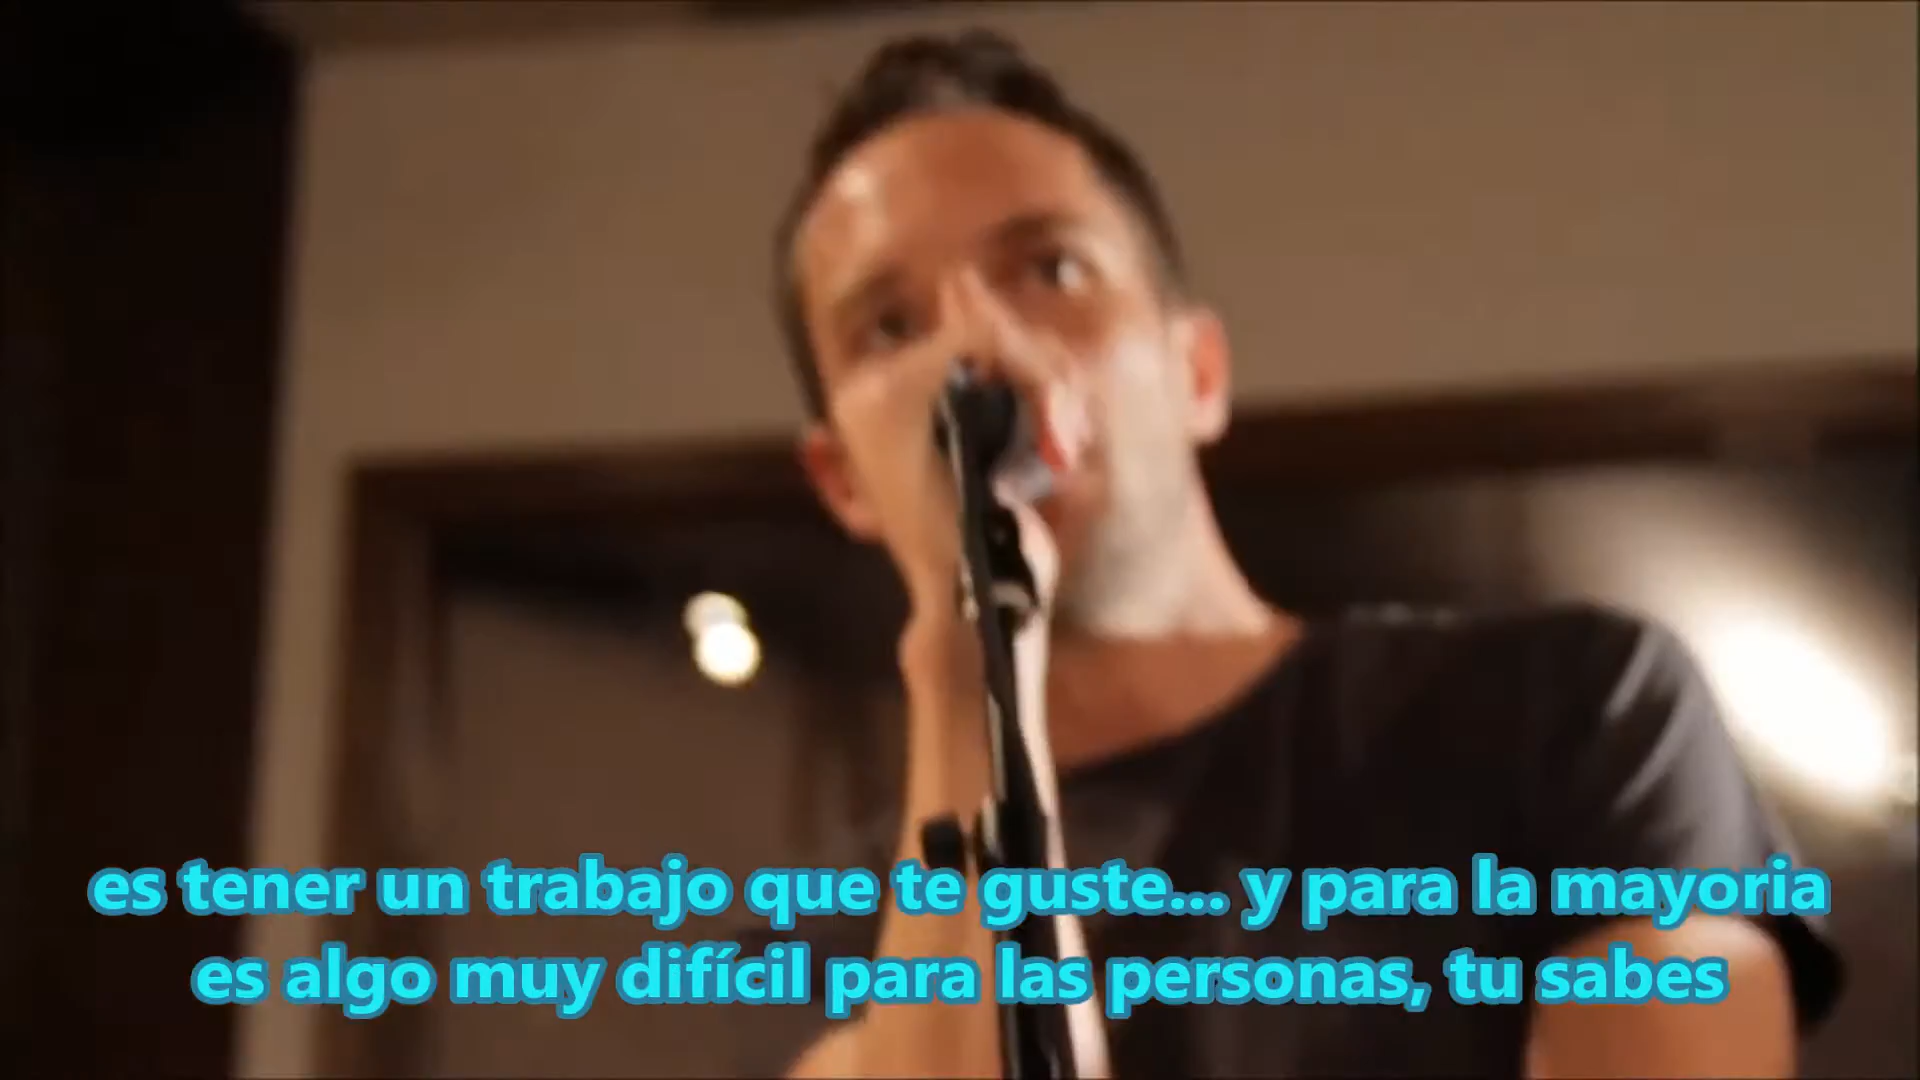 es tener un trabajo que te guste... y para la mayoria
es algo muy difícil para las personas, tu sabes